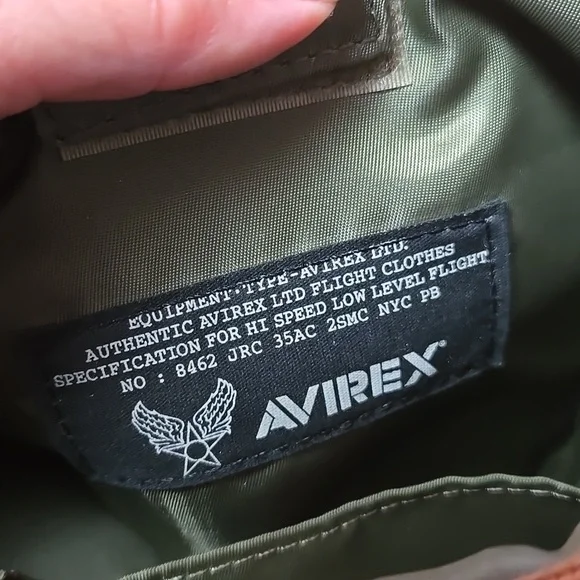 EQUIPMENT·TYPE-AVIREX LTD.
AUTHENTIC AVIREX LTD FLIGHT CLOTHES
SPECIFICATION FOR HI SPEED LOW LEVEL FLIGHT
NO : 8462 JRC 35AC 2SMC NYC PB
AVIREX